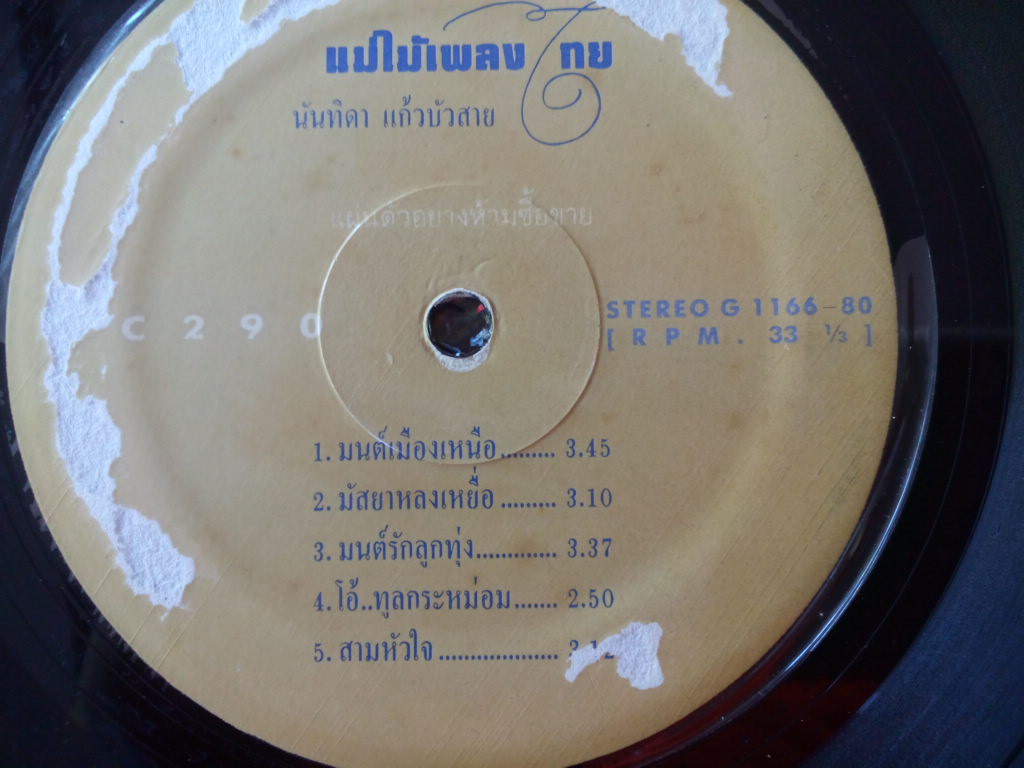 แม่ไม้เพลงไทย
นันทิดา แก้วบัวสาย
แผ่นตัวอย่างห้ามซื้อขาย
C 290
STEREO G 1166-80
[ R P M . 33 ⅓ ]
1. มนต์เมืองเหนือ......... 3.45
2. มัสยาหลงเหยื่อ......... 3.10
3. มนต์รักลูกทุ่ง............. 3.37
4. โอ้..ทูลกระหม่อม....... 2.50
5. สามหัวใจ...................